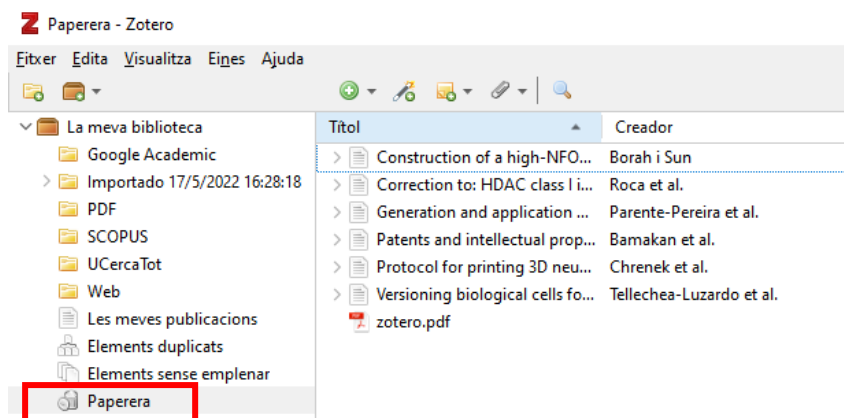 Paperera - Zotero
Fitxer Edita Visualitza Eines Ajuda
La meva biblioteca
Google Academic
Importado 17/5/2022 16:28:18
PDF
SCOPUS
UCercaTot
Web
Les meves publicacions
Elements duplicats
Elements sense emplenar
Paperera
Títol Creador
Construction of a high-NFO... Borah i Sun
Correction to: HDAC class I i... Roca et al.
Generation and application ... Parente-Pereira et al.
Patents and intellectual prop... Bamakan et al.
Protocol for printing 3D neu... Chrenek et al.
Versioning biological cells fo... Tellechea-Luzardo et al.
zotero.pdf